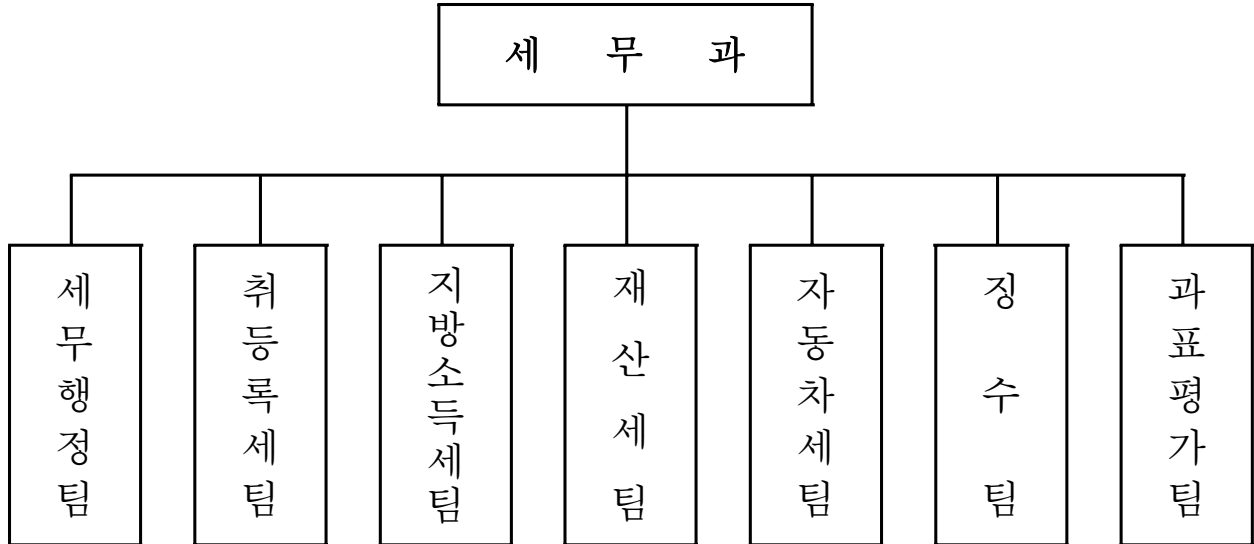 세 무 과
세무행정팀
취등록세팀
지방소득세팀
재산세팀
자동차세팀
징수팀
과표평가팀